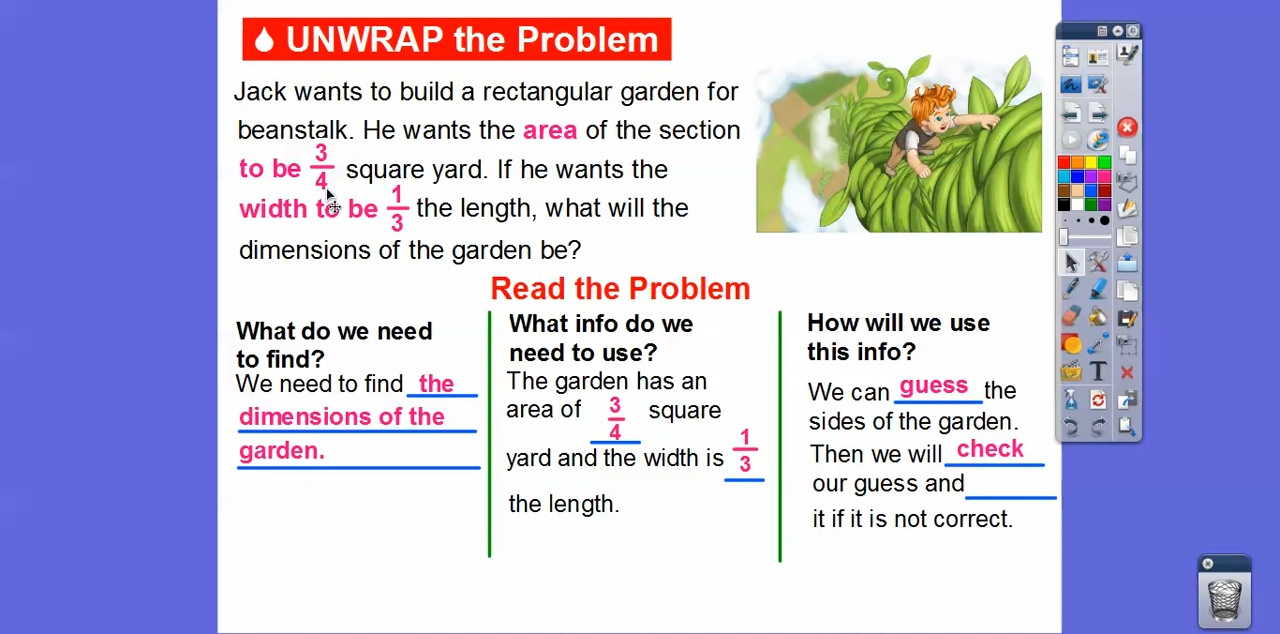 UNWRAP the Problem
Jack wants to build a rectangular garden for
beanstalk. He wants the area of the section
to be 3/4 square yard. If he wants the
width to be 1/3 the length, what will the
dimensions of the garden be?
Read the Problem
What do we need
to find?
We need to find the
dimensions of the
garden.
What info do we
need to use?
The garden has an
area of 3/4 square
yard and the width is 1/3
the length.
How will we use
this info?
We can guess the
sides of the garden.
Then we will check
our guess and
it if it is not correct.